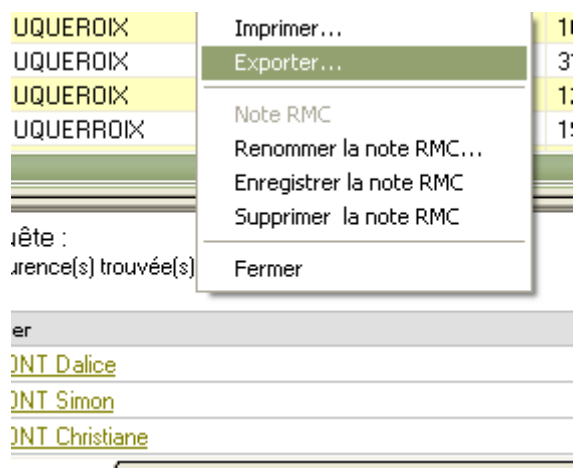 UQUEROIX Imprimer...
UQUEROIX Exporter...
UQUEROIX
Note RMC
UQUERROIX
Renommer la note RMC...
Enregistrer la note RMC
Supprimer la note RMC
uête :
urence(s) trouvée(s)
Fermer
er
ONT Dalice
ONT Simon
ONT Christiane